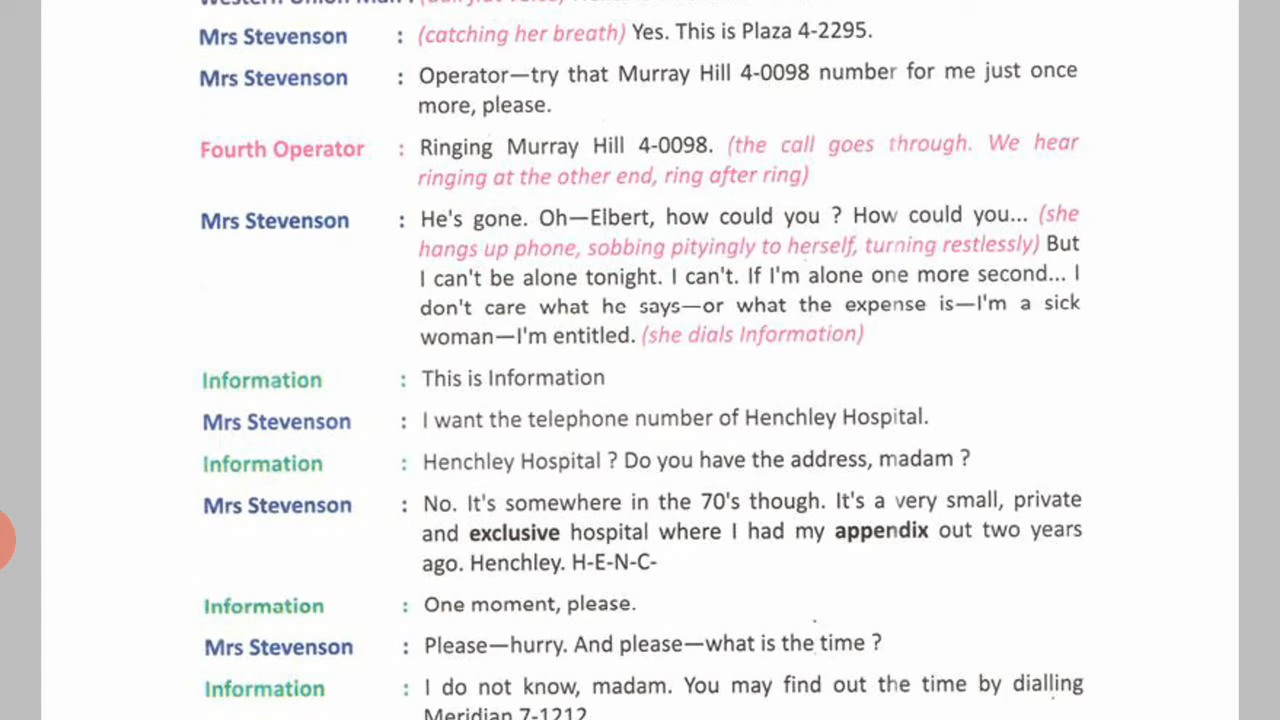 Mrs Stevenson : (catching her breath) Yes. This is Plaza 4-2295.
Mrs Stevenson : Operator—try that Murray Hill 4-0098 number for me just once
more, please.
Fourth Operator : Ringing Murray Hill 4-0098. (the call goes through. We hear
ringing at the other end, ring after ring)
Mrs Stevenson : He's gone. Oh—Elbert, how could you ? How could you... (she
hangs up phone, sobbing pityingly to herself, turning restlessly) But
I can't be alone tonight. I can't. If I'm alone one more second... I
don't care what he says—or what the expense is—I'm a sick
woman—I'm entitled. (she dials Information)
Information : This is Information
Mrs Stevenson : I want the telephone number of Henchley Hospital.
Information : Henchley Hospital ? Do you have the address, madam ?
Mrs Stevenson : No. It's somewhere in the 70's though. It's a very small, private
and exclusive hospital where I had my appendix out two years
ago. Henchley. H-E-N-C-
Information : One moment, please.
Mrs Stevenson : Please—hurry. And please—what is the time ?
Information : I do not know, madam. You may find out the time by dialling
Meridian 7-1212